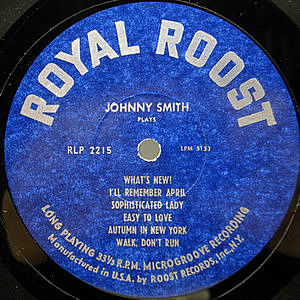 ROYAL ROOST
JOHNNY SMITH
PLAYS
RLP 2215
LPM 5153
WHAT'S NEW!
I'LL REMEMBER APRIL
SOPHISTICATED LADY
EASY TO LOVE
AUTUMN IN NEW YORK
WALK, DON'T RUN
LONG PLAYING 33⅓ R.P.M. MICROGROOVE RECORDING
Manufactured in U.S.A. by ROOST RECORDS, Inc., N.Y.